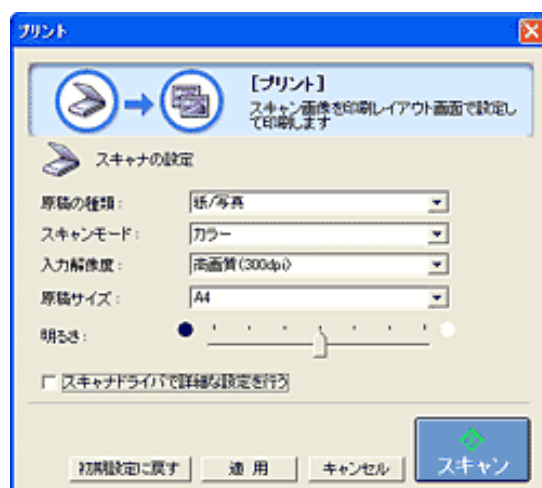 プリント
[プリント]
スキャン画像を印刷レイアウト画面で設定し
て印刷します
スキャナの設定
原稿の種類: 紙/写真
スキャンモード: カラー
入力解像度: 高画質(300dpi)
原稿サイズ: A4
明るさ:
スキャナドライバで詳細な設定を行う
初期設定に戻す 適用 キャンセル スキャン